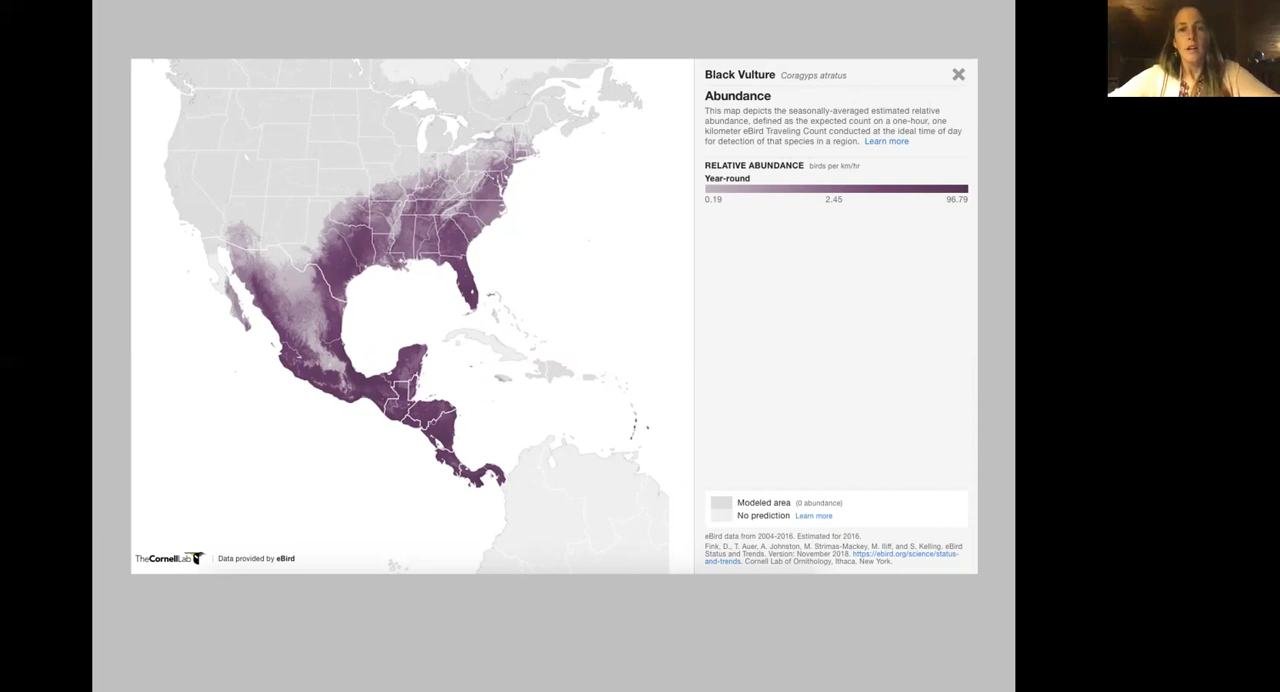 Black Vulture Coragyps atratus
Abundance
This map depicts the seasonally-averaged estimated relative
abundance, defined as the expected count on a one-hour, one
kilometer eBird Traveling Count conducted at the ideal time of day
for detection of that species in a region. Learn more
RELATIVE ABUNDANCE birds per km/hr
Year-round
0.19 2.45 96.79
Modeled area (0 abundance)
No prediction Learn more
eBird data from 2004-2016. Estimated for 2016.
Fink, D., T. Auer, A. Johnston, M. Strimas-Mackey, M. Iliff, and S. Kelling. eBird
Status and Trends. Version: November 2018. https://ebird.org/science/status-
and-trends. Cornell Lab of Ornithology, Ithaca, New York.
TheCornellLab Data provided by eBird